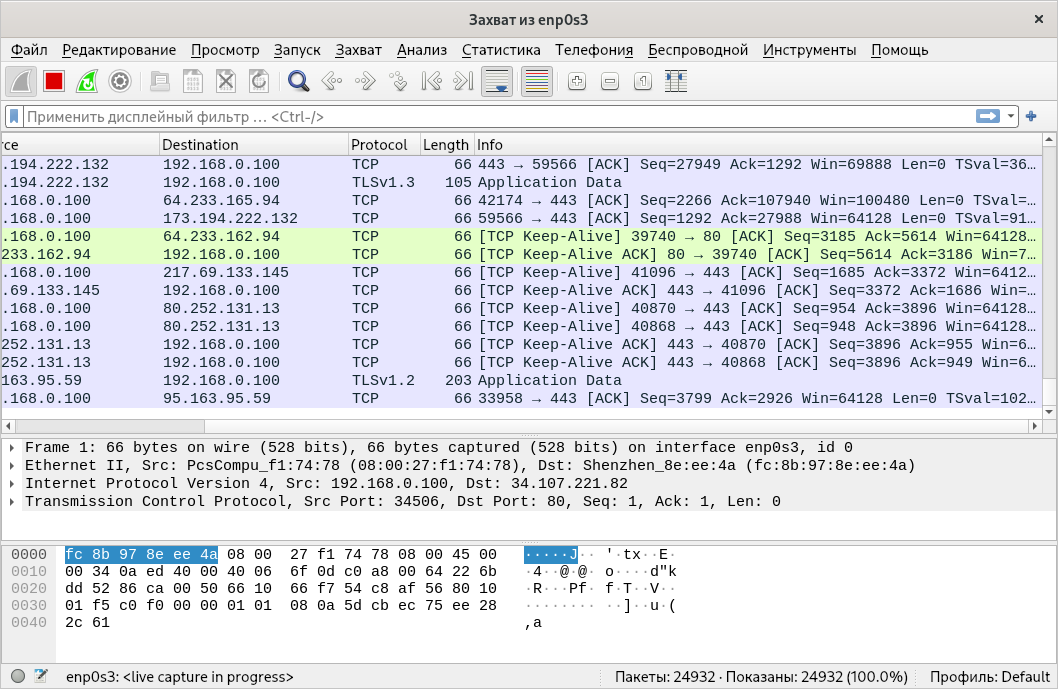 Захват из enp0s3
Файл Редактирование Просмотр Запуск Захват Анализ Статистика Телефония Беспроводной Инструменты Помощь
Применить дисплейный фильтр … <Ctrl-/>
rce Destination Protocol Length Info
.194.222.132 192.168.0.100 TCP 66 443 → 59566 [ACK] Seq=27949 Ack=1292 Win=69888 Len=0 TSval=36…
.194.222.132 192.168.0.100 TLSv1.3 105 Application Data
.168.0.100 64.233.165.94 TCP 66 42174 → 443 [ACK] Seq=2266 Ack=107940 Win=100480 Len=0 TSval=…
.168.0.100 173.194.222.132 TCP 66 59566 → 443 [ACK] Seq=1292 Ack=27988 Win=64128 Len=0 TSval=91…
.168.0.100 64.233.162.94 TCP 66 [TCP Keep-Alive] 39740 → 80 [ACK] Seq=3185 Ack=5614 Win=64128…
233.162.94 192.168.0.100 TCP 66 [TCP Keep-Alive ACK] 80 → 39740 [ACK] Seq=5614 Ack=3186 Win=7…
.168.0.100 217.69.133.145 TCP 66 [TCP Keep-Alive] 41096 → 443 [ACK] Seq=1685 Ack=3372 Win=6412…
.69.133.145 192.168.0.100 TCP 66 [TCP Keep-Alive ACK] 443 → 41096 [ACK] Seq=3372 Ack=1686 Win=…
.168.0.100 80.252.131.13 TCP 66 [TCP Keep-Alive] 40870 → 443 [ACK] Seq=954 Ack=3896 Win=64128…
.168.0.100 80.252.131.13 TCP 66 [TCP Keep-Alive] 40868 → 443 [ACK] Seq=948 Ack=3896 Win=64128…
252.131.13 192.168.0.100 TCP 66 [TCP Keep-Alive ACK] 443 → 40870 [ACK] Seq=3896 Ack=955 Win=6…
252.131.13 192.168.0.100 TCP 66 [TCP Keep-Alive ACK] 443 → 40868 [ACK] Seq=3896 Ack=949 Win=6…
163.95.59 192.168.0.100 TLSv1.2 203 Application Data
.168.0.100 95.163.95.59 TCP 66 33958 → 443 [ACK] Seq=3799 Ack=2926 Win=64128 Len=0 TSval=102…
Frame 1: 66 bytes on wire (528 bits), 66 bytes captured (528 bits) on interface enp0s3, id 0
Ethernet II, Src: PcsCompu_f1:74:78 (08:00:27:f1:74:78), Dst: Shenzhen_8e:ee:4a (fc:8b:97:8e:ee:4a)
Internet Protocol Version 4, Src: 192.168.0.100, Dst: 34.107.221.82
Transmission Control Protocol, Src Port: 34506, Dst Port: 80, Seq: 1, Ack: 1, Len: 0
0000 fc 8b 97 8e ee 4a 08 00 27 f1 74 78 08 00 45 00 ·····J·· '·tx··E·
0010 00 34 0a ed 40 00 40 06 6f 0d c0 a8 00 64 22 6b ·4··@·@· o····d"k
0020 dd 52 86 ca 00 50 66 10 66 f7 54 c8 af 56 80 10 ·R···Pf· f·T··V··
0030 01 f5 c0 f0 00 00 01 01 08 0a 5d cb ec 75 ee 28 ········ ··]··u·(
0040 2c 61 ,a
enp0s3: <live capture in progress> Пакеты: 24932 · Показаны: 24932 (100.0%) Профиль: Default